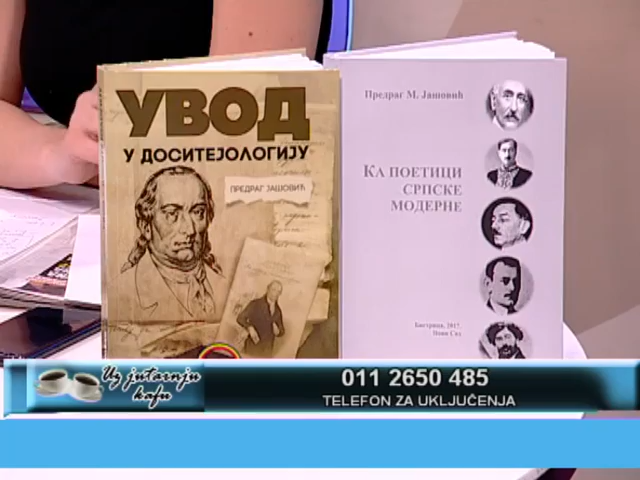 УВОД
У ДОСИТЕЈОЛОГИЈУ
ПРЕДРАГ ЈАШОВИЋ
Предраг М. Јашовић
КА ПОЕТИЦИ
СРПСКЕ
МОДЕРНЕ
Бистрица, 2017.
Нови Сад
Uz jutarnju
kafu
011 2650 485
TELEFON ZA UKLJUČENJA